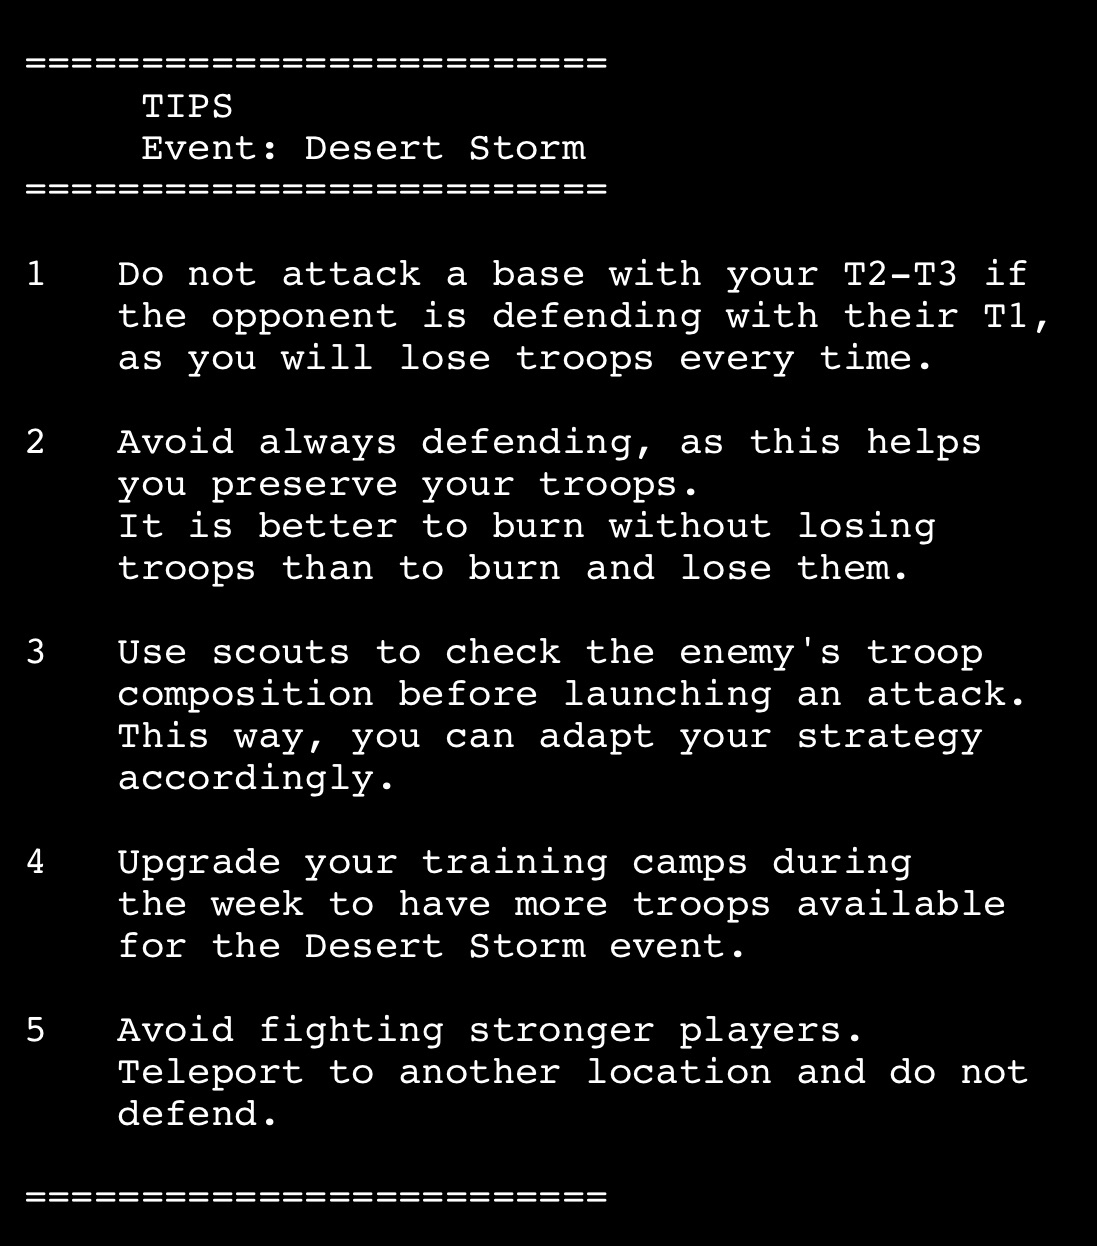 =========================
TIPS
Event: Desert Storm
=========================
1 Do not attack a base with your T2-T3 if
the opponent is defending with their T1,
as you will lose troops every time.
2 Avoid always defending, as this helps
you preserve your troops.
It is better to burn without losing
troops than to burn and lose them.
3 Use scouts to check the enemy's troop
composition before launching an attack.
This way, you can adapt your strategy
accordingly.
4 Upgrade your training camps during
the week to have more troops available
for the Desert Storm event.
5 Avoid fighting stronger players.
Teleport to another location and do not
defend.
=========================